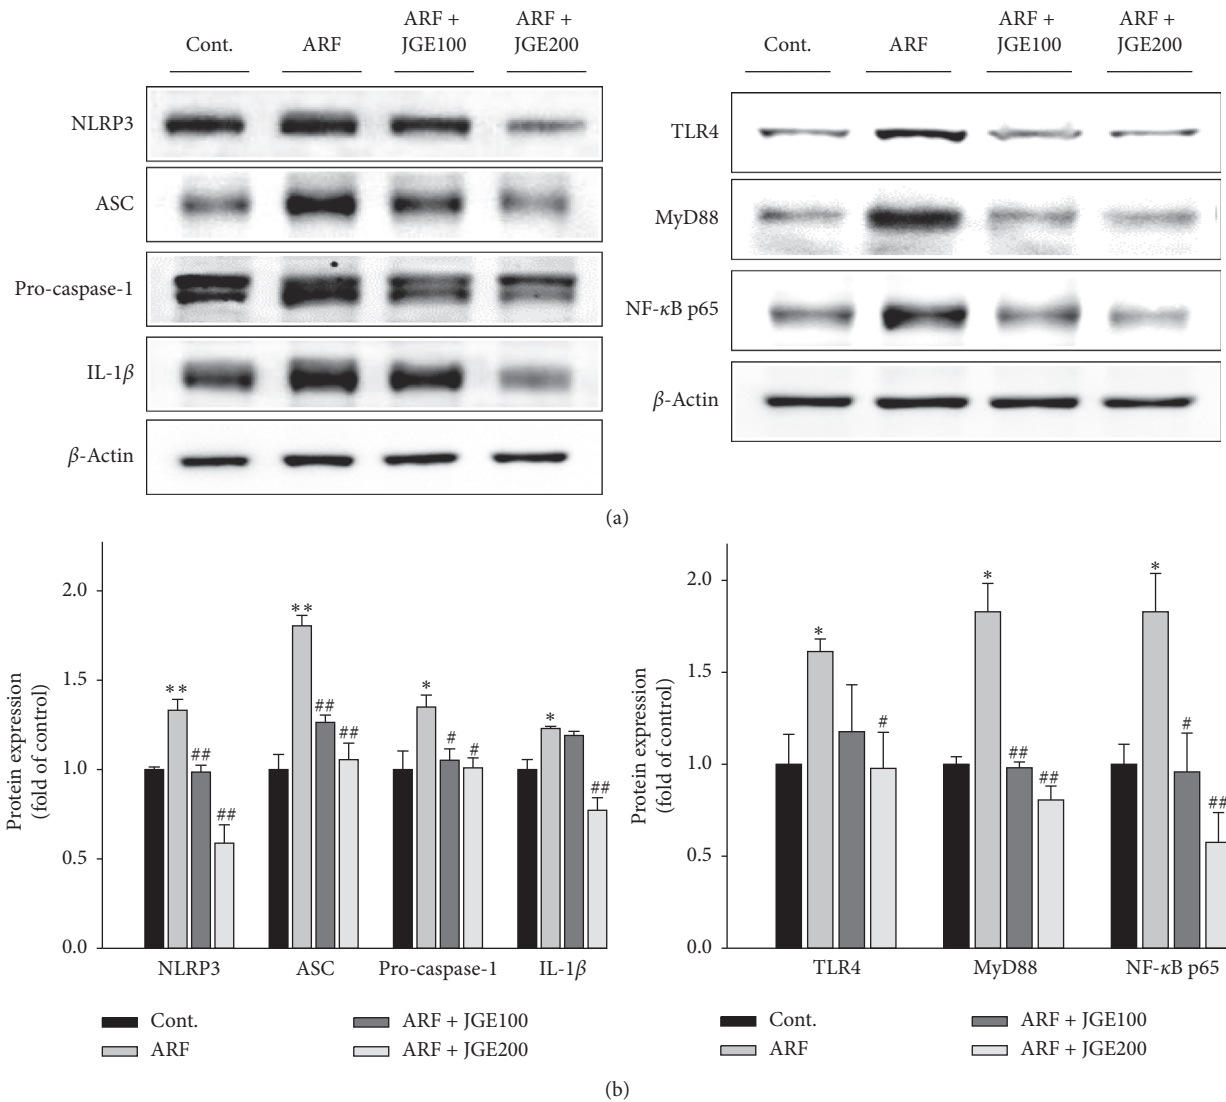 Cont.
ARF
ARF +
JGE100
ARF +
JGE200
NLRP3
ASC
Pro-caspase-1
IL-1β
β-Actin
Cont.
ARF
ARF +
JGE100
ARF +
JGE200
TLR4
MyD88
NF-κB p65
β-Actin
(a)
Protein expression
(fold of control)
2.0
1.5
1.0
0.5
0.0
**
##
##
**
##
##
*
#
#
*
##
NLRP3
ASC
Pro-caspase-1
IL-1β
Cont.
ARF
ARF + JGE100
ARF + JGE200
Protein expression
(fold of control)
2.0
1.5
1.0
0.5
0.0
*
#
*
##
##
*
#
##
TLR4
MyD88
NF-κB p65
Cont.
ARF
ARF + JGE100
ARF + JGE200
(b)